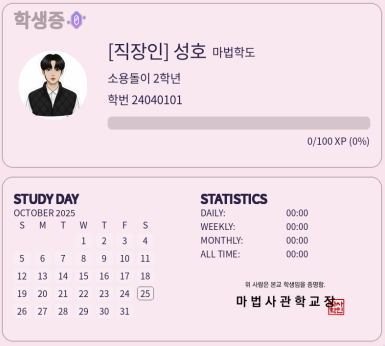 학생증 0
[직장인] 성호 마법학도
소용돌이 2학년
학번 24040101
0/100 XP (0%)
STUDY DAY
OCTOBER 2025
S M T W T F S
1 2 3 4
5 6 7 8 9 10 11
12 13 14 15 16 17 18
19 20 21 22 23 24 25
26 27 28 29 30 31
STATISTICS
DAILY: 00:00
WEEKLY: 00:00
MONTHLY: 00:00
ALL TIME: 00:00
위 사람은 본교 학생임을 증명함.
마법사관학교장